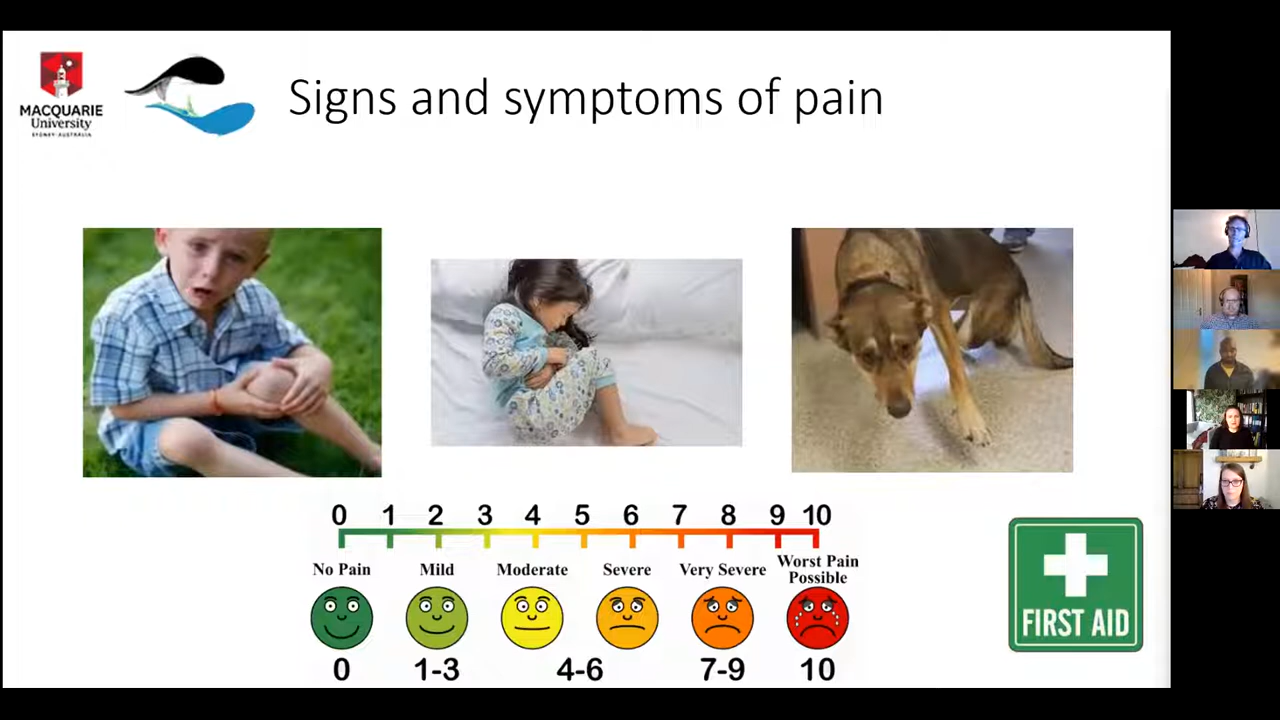 MACQUARIE
University
SYDNEY·AUSTRALIA
Signs and symptoms of pain
0 1 2 3 4 5 6 7 8 9 10
No Pain Mild Moderate Severe Very Severe Worst Pain
Possible
0 1-3 4-6 7-9 10
FIRST AID